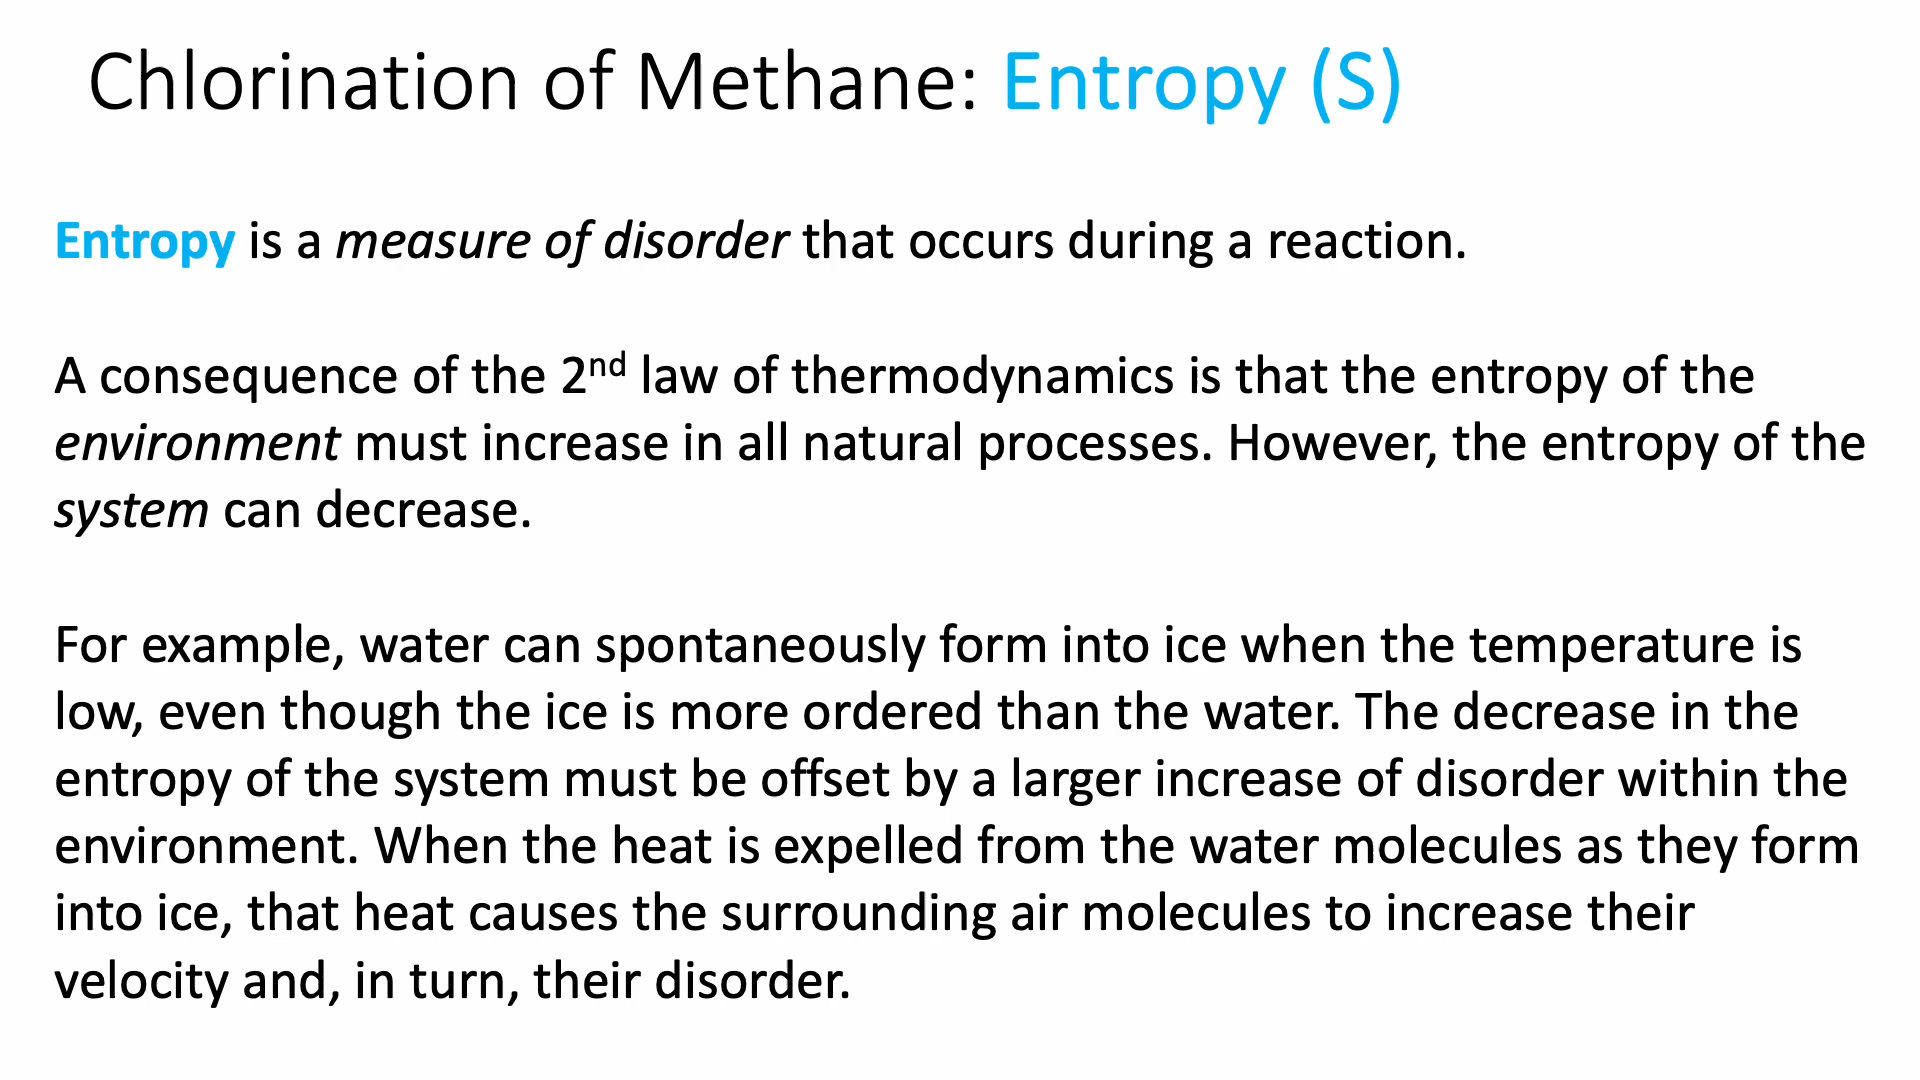 Chlorination of Methane: Entropy (S)
Entropy is a measure of disorder that occurs during a reaction.
A consequence of the 2nd law of thermodynamics is that the entropy of the
environment must increase in all natural processes. However, the entropy of the
system can decrease.
For example, water can spontaneously form into ice when the temperature is
low, even though the ice is more ordered than the water. The decrease in the
entropy of the system must be offset by a larger increase of disorder within the
environment. When the heat is expelled from the water molecules as they form
into ice, that heat causes the surrounding air molecules to increase their
velocity and, in turn, their disorder.